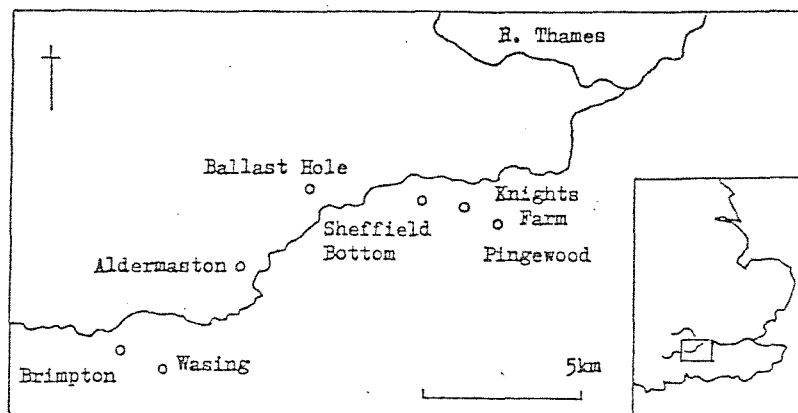 R. Thames
Ballast Hole
Knights
Farm
Sheffield
Bottom
Pingewood
Aldermaston
Brimpton
Wasing
5km